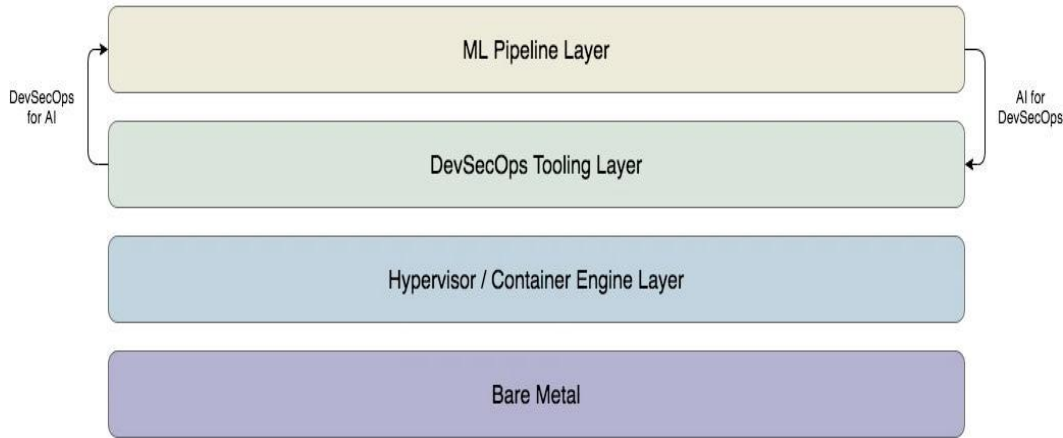 ML Pipeline Layer
DevSecOps
for AI
AI for
DevSecOps
DevSecOps Tooling Layer
Hypervisor / Container Engine Layer
Bare Metal